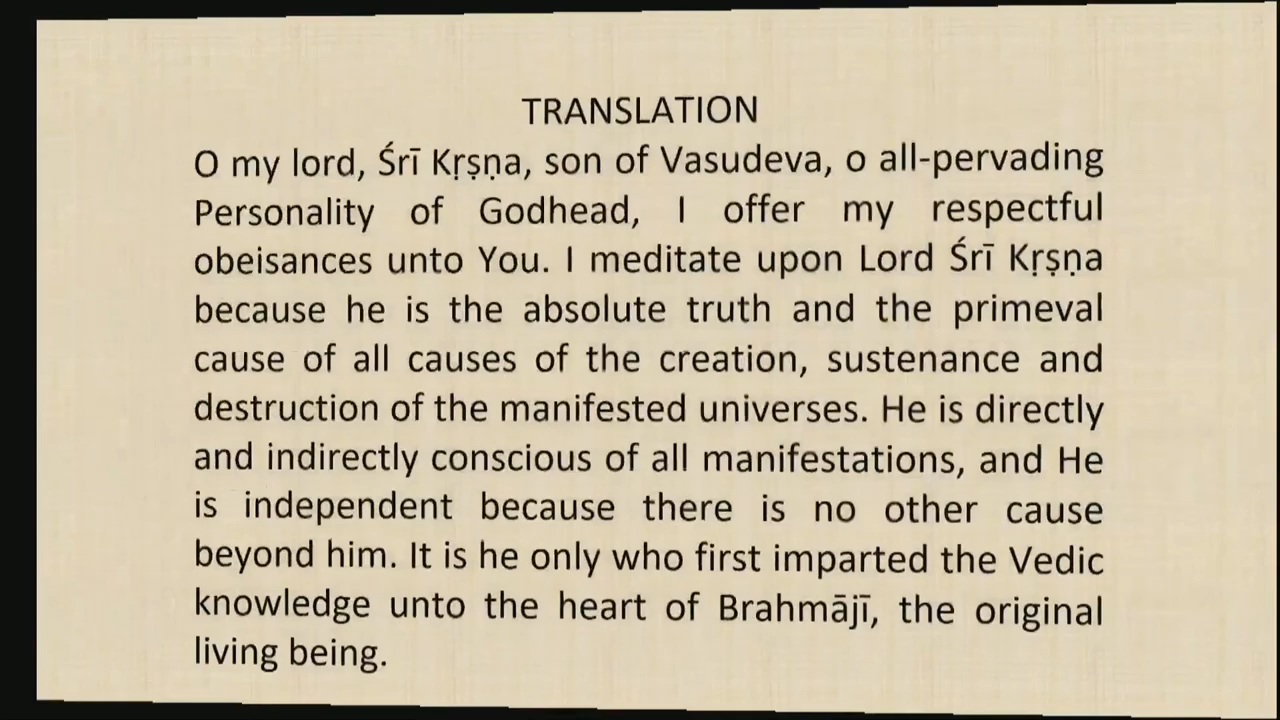 TRANSLATION
O my lord, Śrī Kṛṣṇa, son of Vasudeva, o all-pervading
Personality of Godhead, I offer my respectful
obeisances unto You. I meditate upon Lord Śrī Kṛṣṇa
because he is the absolute truth and the primeval
cause of all causes of the creation, sustenance and
destruction of the manifested universes. He is directly
and indirectly conscious of all manifestations, and He
is independent because there is no other cause
beyond him. It is he only who first imparted the Vedic
knowledge unto the heart of Brahmājī, the original
living being.